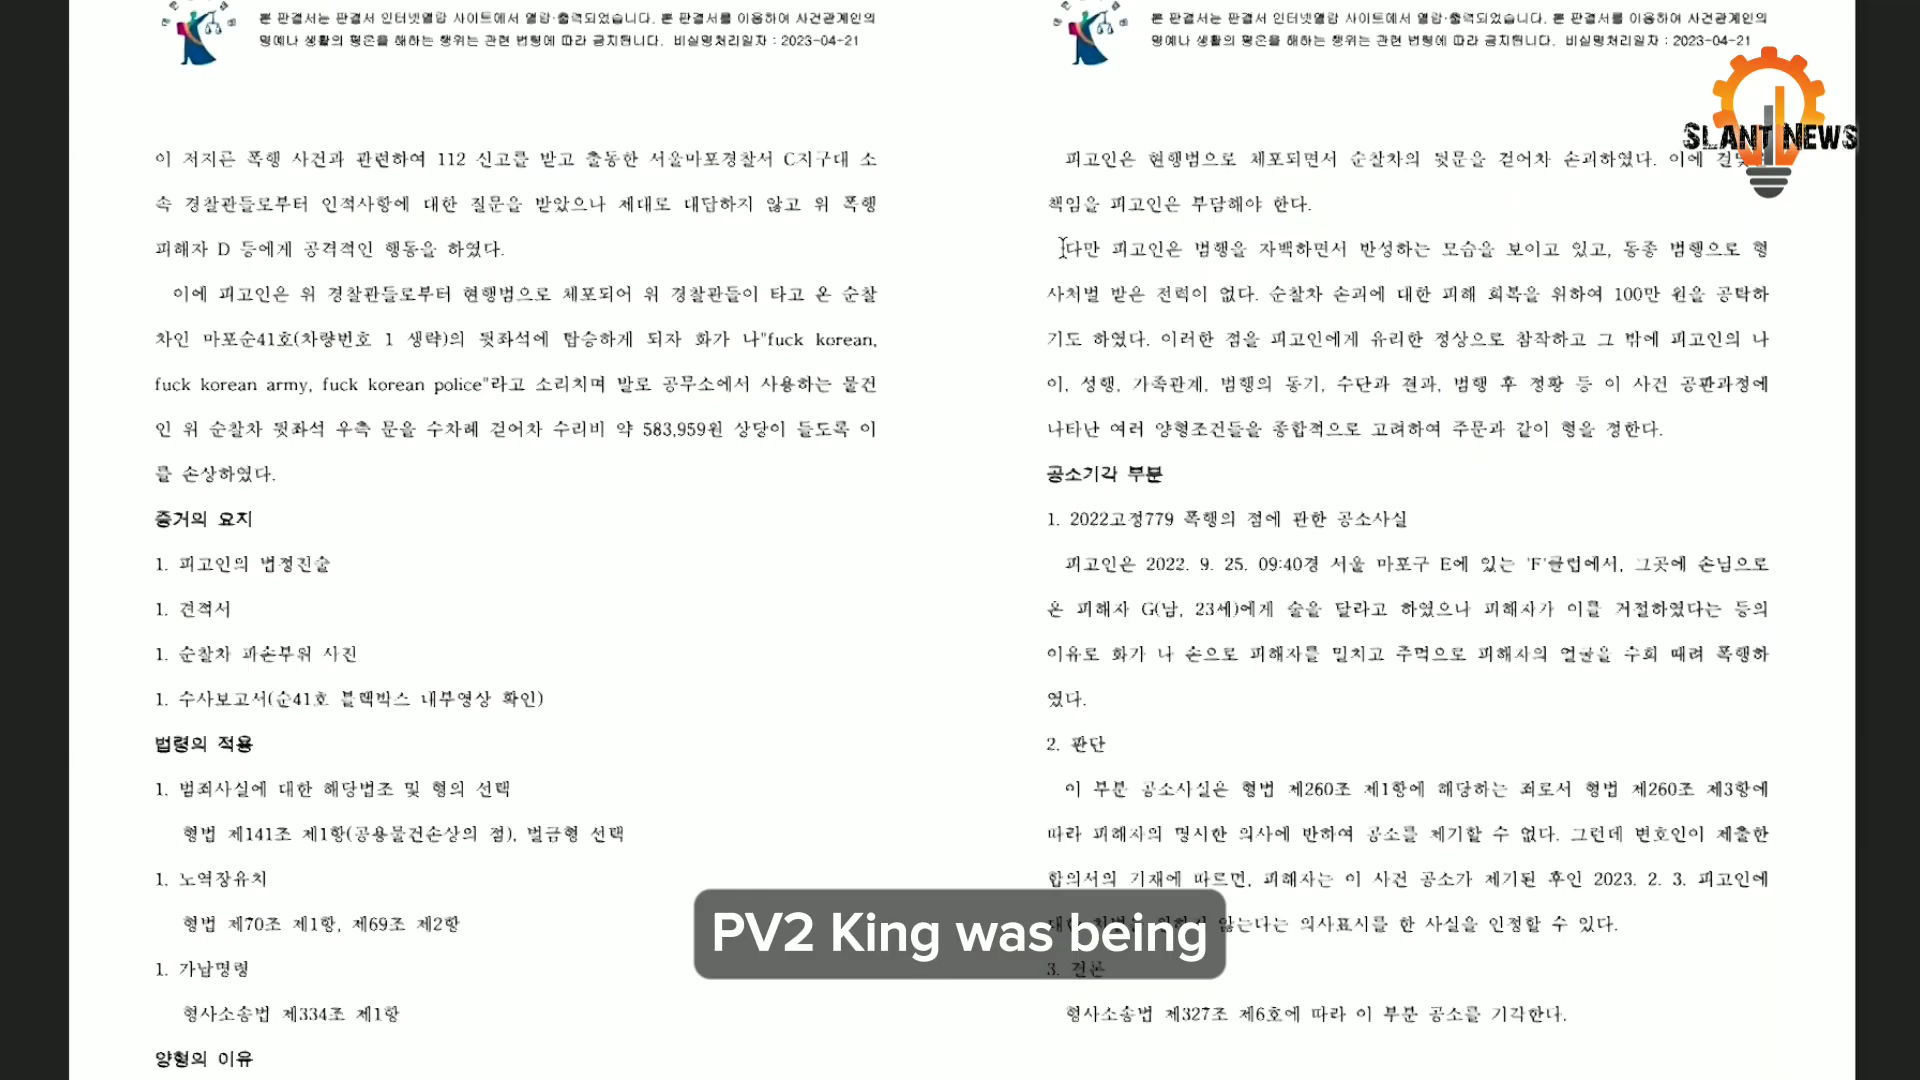 본 판결서는 판결서 인터넷열람 사이트에서 열람·출력되었습니다. 본 판결서를 이용하여 사건관계인의
명예나 생활의 평온을 해하는 행위는 관련 법령에 따라 금지됩니다. 비실명처리일자 : 2023-04-21
이 저지른 폭행 사건과 관련하여 112 신고를 받고 출동한 서울마포경찰서 C지구대 소
속 경찰관들로부터 인적사항에 대한 질문을 받았으나 제대로 대답하지 않고 위 폭행
피해자 D 등에게 공격적인 행동을 하였다.
이에 피고인은 위 경찰관들로부터 현행범으로 체포되어 위 경찰관들이 타고 온 순찰
차인 마포순41호(차량번호 1 생략)의 뒷좌석에 탑승하게 되자 화가 나"fuck korean,
fuck korean army, fuck korean police"라고 소리치며 발로 공무소에서 사용하는 물건
인 위 순찰차 뒷좌석 우측 문을 수차례 걷어차 수리비 약 583,959원 상당이 들도록 이
를 손상하였다.
증거의 요지
1. 피고인의 법정진술
1. 견적서
1. 순찰차 파손부위 사진
1. 수사보고서(순41호 블랙박스 내부영상 확인)
법령의 적용
1. 범죄사실에 대한 해당법조 및 형의 선택
형법 제141조 제1항(공용물건손상의 점), 벌금형 선택
1. 노역장유치
형법 제70조 제1항, 제69조 제2항
1. 가납명령
형사소송법 제334조 제1항
양형의 이유
본 판결서는 판결서 인터넷열람 사이트에서 열람·출력되었습니다. 본 판결서를 이용하여 사건관계인의
명예나 생활의 평온을 해하는 행위는 관련 법령에 따라 금지됩니다. 비실명처리일자 : 2023-04-21
SLANT NEWS
피고인은 현행범으로 체포되면서 순찰차의 뒷문을 걷어차 손괴하였다. 이에
책임을 피고인은 부담해야 한다.
다만 피고인은 범행을 자백하면서 반성하는 모습을 보이고 있고, 동종 범행으로 형
사처벌 받은 전력이 없다. 순찰차 손괴에 대한 피해 회복을 위하여 100만 원을 공탁하
기도 하였다. 이러한 점을 피고인에게 유리한 정상으로 참작하고 그 밖에 피고인의 나
이, 성행, 가족관계, 범행의 동기, 수단과 결과, 범행 후 정황 등 이 사건 공판과정에
나타난 여러 양형조건들을 종합적으로 고려하여 주문과 같이 형을 정한다.
공소기각 부분
1. 2022고정779 폭행의 점에 관한 공소사실
피고인은 2022. 9. 25. 09:40경 서울 마포구 E에 있는 'F'클럽에서, 그곳에 손님으로
온 피해자 G(남, 23세)에게 술을 달라고 하였으나 피해자가 이를 거절하였다는 등의
이유로 화가 나 손으로 피해자를 밀치고 주먹으로 피해자의 얼굴을 수회 때려 폭행하
였다.
2. 판단
이 부분 공소사실은 형법 제260조 제1항에 해당하는 죄로서 형법 제260조 제3항에
따라 피해자의 명시한 의사에 반하여 공소를 제기할 수 없다. 그런데 변호인이 제출한
합의서의 기재에 따르면, 피해자는 이 사건 공소가 제기된 후인 2023. 2. 3. 피고인에
대한 처벌을 원하지 않는다는 의사표시를 한 사실을 인정할 수 있다.
3. 결론
형사소송법 제327조 제6호에 따라 이 부분 공소를 기각한다.
PV2 King was being